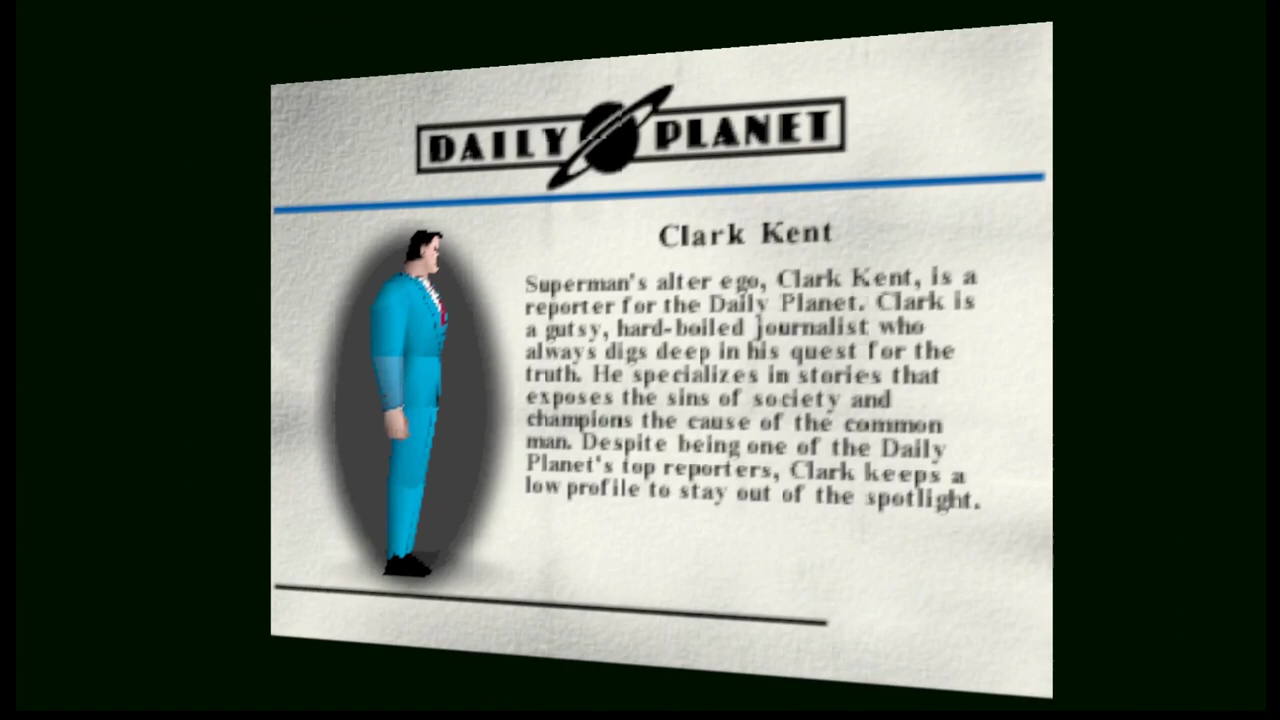 DAILY PLANET
Clark Kent
Superman's alter ego, Clark Kent, is a
reporter for the Daily Planet. Clark is
a gutsy, hard-boiled journalist who
always digs deep in his quest for the
truth. He specializes in stories that
exposes the sins of society and
champions the cause of the common
man. Despite being one of the Daily
Planet's top reporters, Clark keeps a
low profile to stay out of the spotlight.